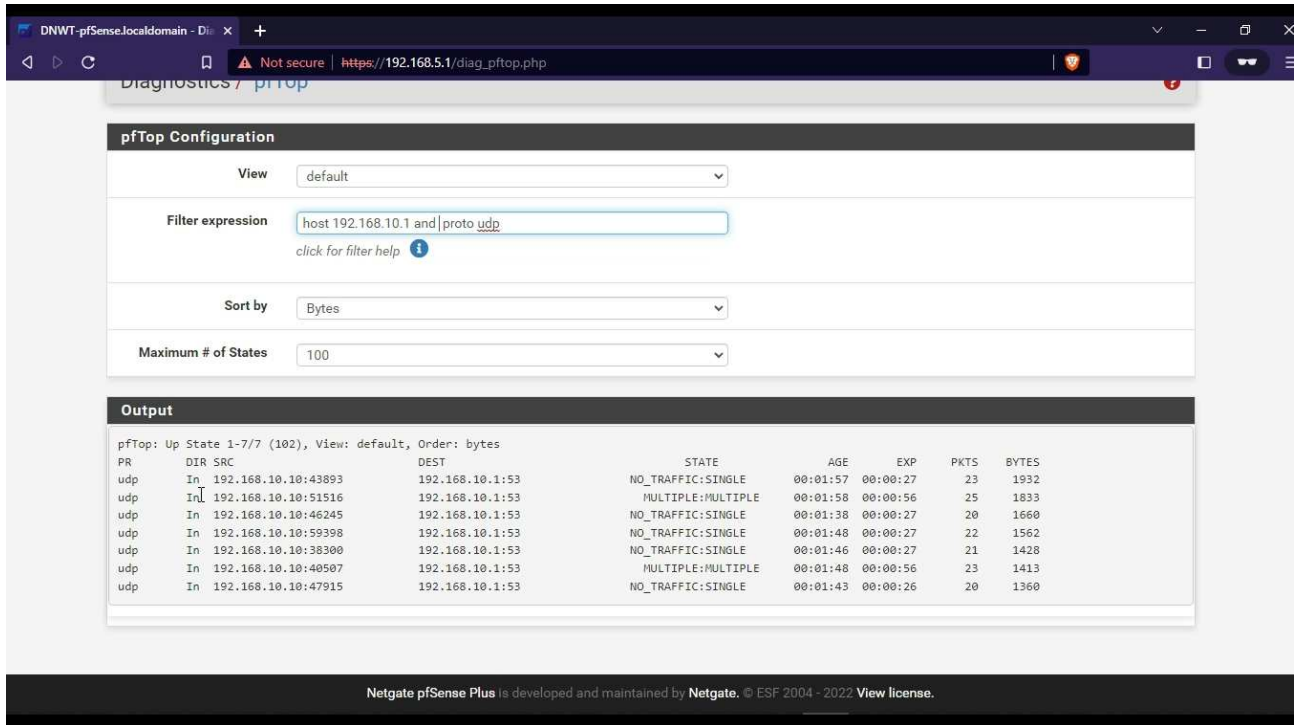 DNWT-pfSense.localdomain - Dia
Not secure | https://192.168.5.1/diag_pftop.php
Diagnostics / pfTop
pfTop Configuration
View default
Filter expression host 192.168.10.1 and proto udp
click for filter help
Sort by Bytes
Maximum # of States 100
Output
pfTop: Up State 1-7/7 (102), View: default, Order: bytes
PR DIR SRC DEST STATE AGE EXP PKTS BYTES
udp In 192.168.10.10:43893 192.168.10.1:53 NO_TRAFFIC:SINGLE 00:01:57 00:00:27 23 1932
udp In 192.168.10.10:51516 192.168.10.1:53 MULTIPLE:MULTIPLE 00:01:58 00:00:56 25 1833
udp In 192.168.10.10:46245 192.168.10.1:53 NO_TRAFFIC:SINGLE 00:01:38 00:00:27 20 1660
udp In 192.168.10.10:59398 192.168.10.1:53 NO_TRAFFIC:SINGLE 00:01:48 00:00:27 22 1562
udp In 192.168.10.10:38300 192.168.10.1:53 NO_TRAFFIC:SINGLE 00:01:46 00:00:27 21 1428
udp In 192.168.10.10:40507 192.168.10.1:53 MULTIPLE:MULTIPLE 00:01:48 00:00:56 23 1413
udp In 192.168.10.10:47915 192.168.10.1:53 NO_TRAFFIC:SINGLE 00:01:43 00:00:26 20 1360
Netgate pfSense Plus is developed and maintained by Netgate. © ESF 2004 - 2022 View license.